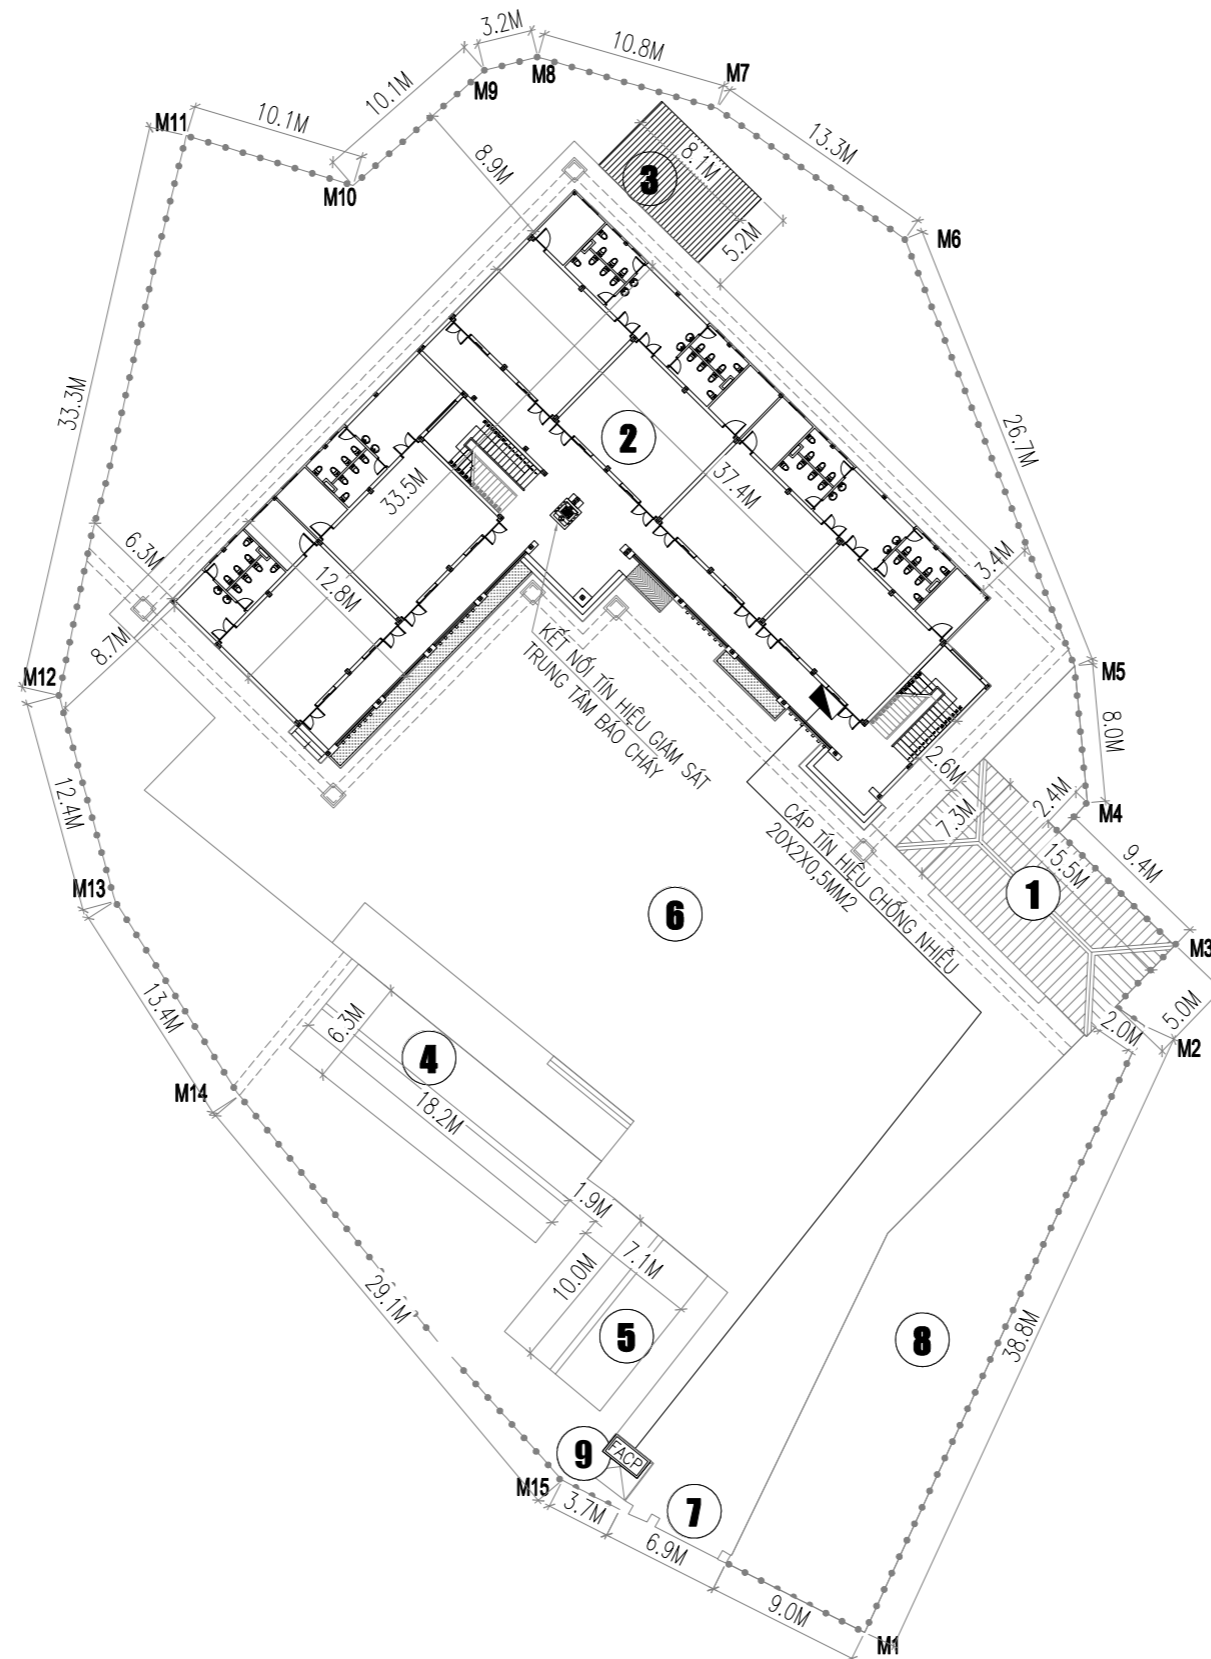 3.2M
M8
10.8M
M7
M9
10.1M
M11
10.1M
13.3M
8.9M
3
8.1M
M10
5.2M
M6
33.3M
2
26.7M
37.4M
33.5M
6.3M
12.8M
3.4M
8.7M
M12
M5
KẾT NỐI TÍN HIỆU GIÁM SÁT
TRUNG TÂM BÁO CHÁY
8.0M
2.6M
12.4M
2.4M
M4
7.3M
CÁP TÍN HIỆU CHỐNG NHIỄU
20X2X0,5MM2
15.5M
9.4M
1
M13
6
M3
13.4M
6.3M
5.0M
2.0M
M2
4
M14
18.2M
1.9M
7.1M
10.0M
29.1M
5
8
38.8M
9
FACP
M15
3.7M
7
6.9M
9.0M
M1